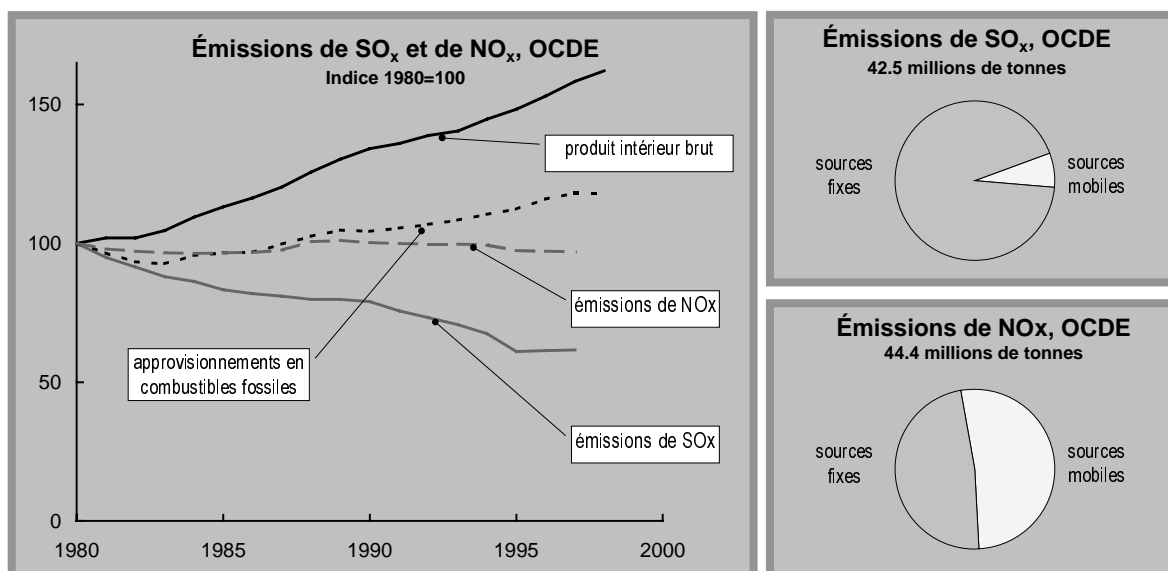 Émissions de SOx et de NOx, OCDE
Indice 1980=100
150
100
50
0
1980
1985
1990
1995
2000
produit intérieur brut
émissions de NOx
approvisionnements en
combustibles fossiles
émissions de SOx
Émissions de SOx, OCDE
42.5 millions de tonnes
sources
fixes
sources
mobiles
Émissions de NOx, OCDE
44.4 millions de tonnes
sources
fixes
sources
mobiles